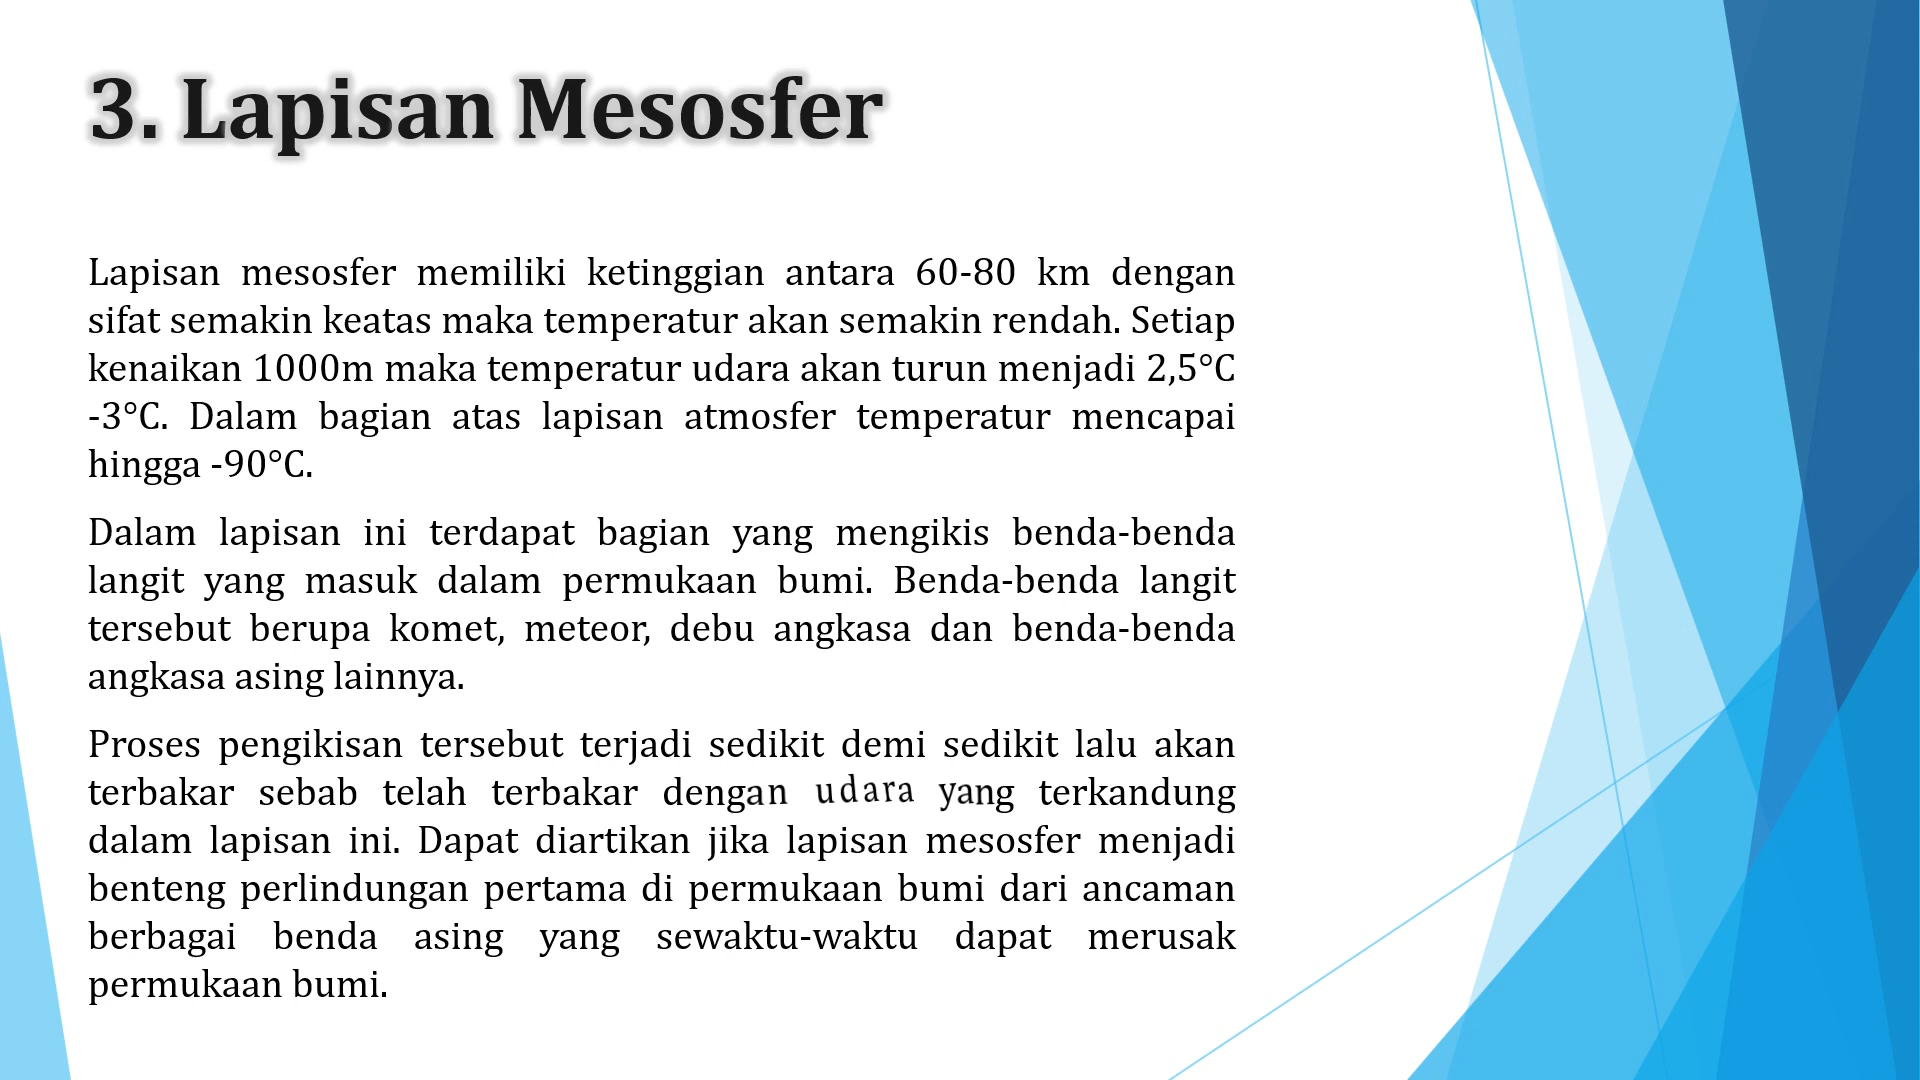 3. Lapisan Mesosfer
Lapisan mesosfer memiliki ketinggian antara 60-80 km dengan
sifat semakin keatas maka temperatur akan semakin rendah. Setiap
kenaikan 1000m maka temperatur udara akan turun menjadi 2,5°C
-3°C. Dalam bagian atas lapisan atmosfer temperatur mencapai
hingga -90°C.
Dalam lapisan ini terdapat bagian yang mengikis benda-benda
langit yang masuk dalam permukaan bumi. Benda-benda langit
tersebut berupa komet, meteor, debu angkasa dan benda-benda
angkasa asing lainnya.
Proses pengikisan tersebut terjadi sedikit demi sedikit lalu akan
terbakar sebab telah terbakar dengan udara yang terkandung
dalam lapisan ini. Dapat diartikan jika lapisan mesosfer menjadi
benteng perlindungan pertama di permukaan bumi dari ancaman
berbagai benda asing yang sewaktu-waktu dapat merusak
permukaan bumi.